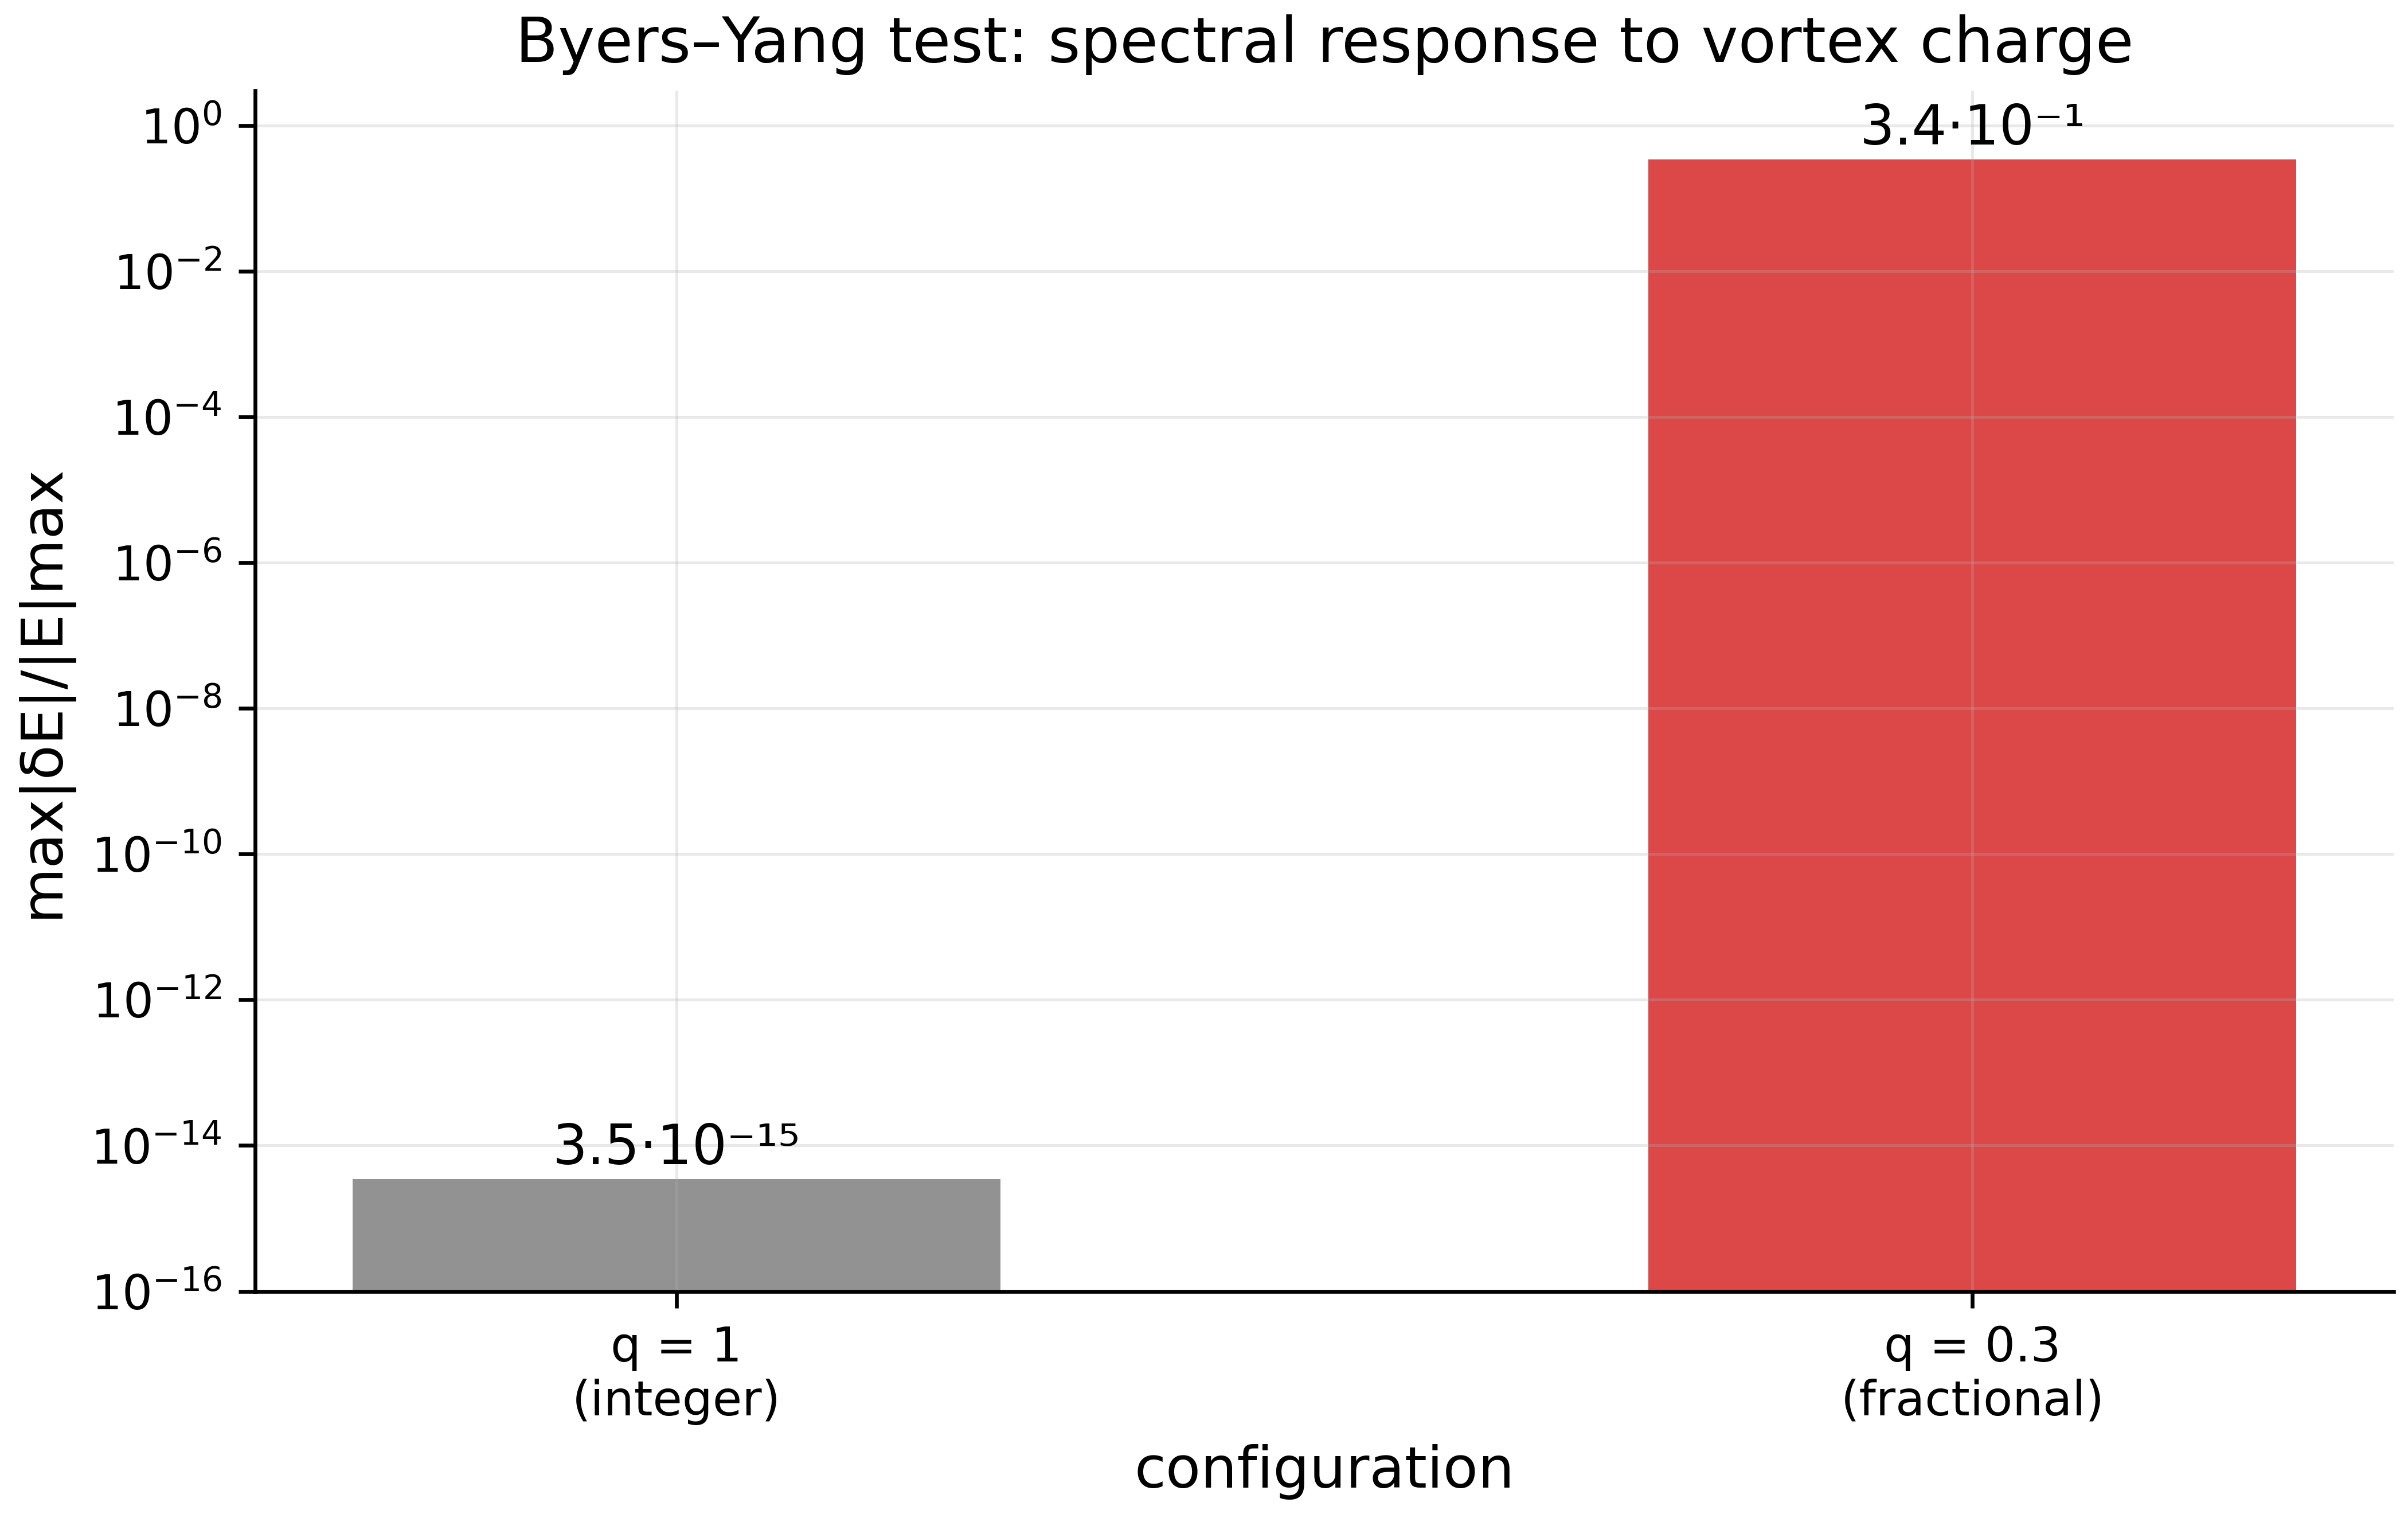 Byers–Yang test: spectral response to vortex charge
max|δE|/|E|max
10⁰
10⁻²
10⁻⁴
10⁻⁶
10⁻⁸
10⁻¹⁰
10⁻¹²
10⁻¹⁴
10⁻¹⁶
3.5·10⁻¹⁵
3.4·10⁻¹
q = 1
(integer)
q = 0.3
(fractional)
configuration